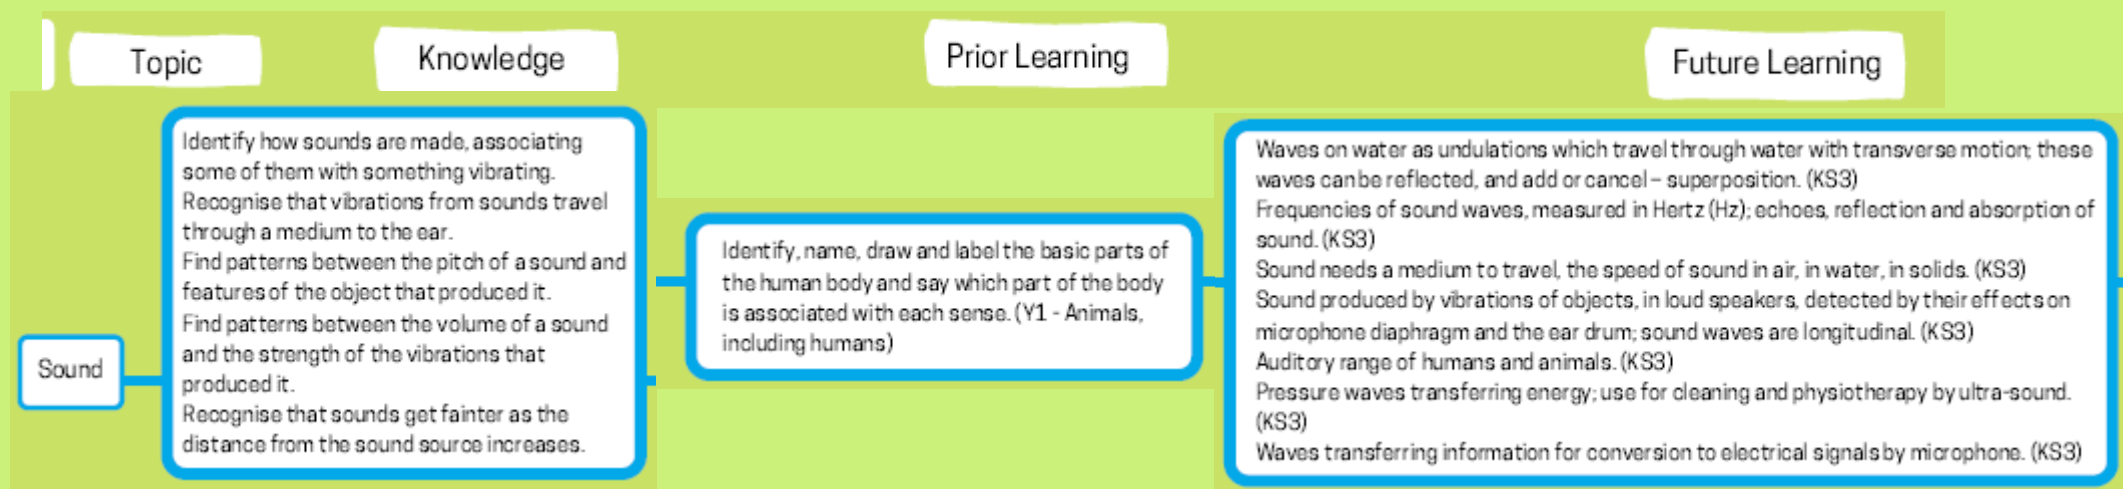 Topic
Knowledge
Prior Learning
Future Learning
Sound
Identify how sounds are made, associating
some of them with something vibrating.
Recognise that vibrations from sounds travel
through a medium to the ear.
Find patterns between the pitch of a sound and
features of the object that produced it.
Find patterns between the volume of a sound
and the strength of the vibrations that
produced it.
Recognise that sounds get fainter as the
distance from the sound source increases.
Identify, name, draw and label the basic parts of
the human body and say which part of the body
is associated with each sense. (Y1 - Animals,
including humans)
Waves on water as undulations which travel through water with transverse motion; these
waves can be reflected, and add or cancel – superposition. (KS3)
Frequencies of sound waves, measured in Hertz (Hz); echoes, reflection and absorption of
sound. (KS3)
Sound needs a medium to travel, the speed of sound in air, in water, in solids. (KS3)
Sound produced by vibrations of objects, in loud speakers, detected by their effects on
microphone diaphragm and the ear drum; sound waves are longitudinal. (KS3)
Auditory range of humans and animals. (KS3)
Pressure waves transferring energy; use for cleaning and physiotherapy by ultra-sound.
(KS3)
Waves transferring information for conversion to electrical signals by microphone. (KS3)